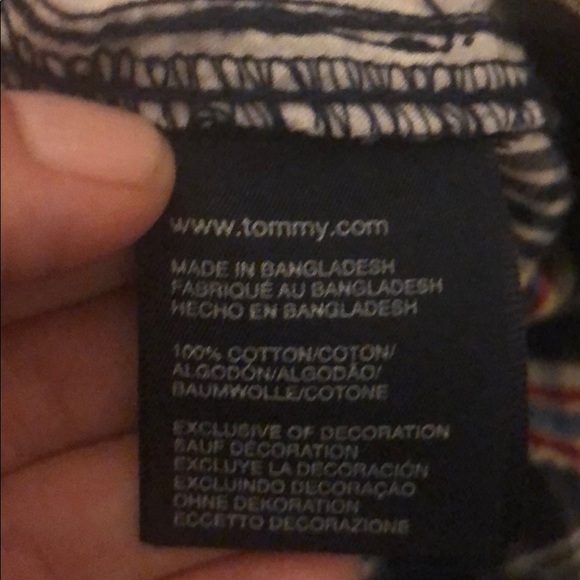 www.tommy.com
MADE IN BANGLADESH
FABRIQUÉ AU BANGLADESH
HECHO EN BANGLADESH
100% COTTON/COTON/
ALGODÓN/ALGODÃO/
BAUMWOLLE/COTONE
EXCLUSIVE OF DECORATION
SAUF DÉCORATION
EXCLUYE LA DECORACIÓN
EXCLUINDO DECORAÇAO
OHNE DEKORATION
ECCETTO DECORAZIONE